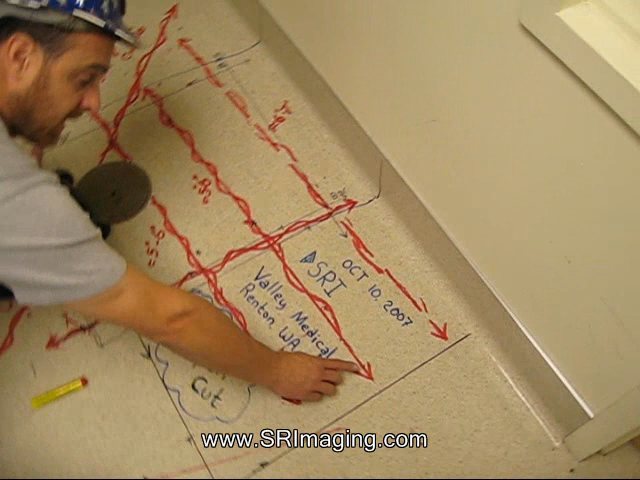 OCT 10, 2007
SRI
Valley Medical
Renton WA
Cut
www.SRImaging.com